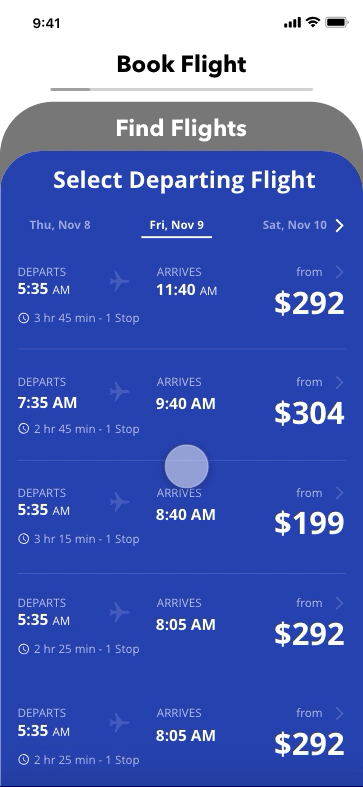 9:41
Book Flight
Find Flights
Select Departing Flight
Thu, Nov 8 Fri, Nov 9 Sat, Nov 10
DEPARTS ARRIVES from
5:35 AM 11:40 AM $292
3 hr 45 min - 1 Stop
DEPARTS ARRIVES from
7:35 AM 9:40 AM $304
2 hr 45 min - 1 Stop
DEPARTS ARRIVES from
5:35 AM 8:40 AM $199
3 hr 15 min - 1 Stop
DEPARTS ARRIVES from
5:35 AM 8:05 AM $292
2 hr 25 min - 1 Stop
DEPARTS ARRIVES from
5:35 AM 8:05 AM $292
2 hr 25 min - 1 Stop